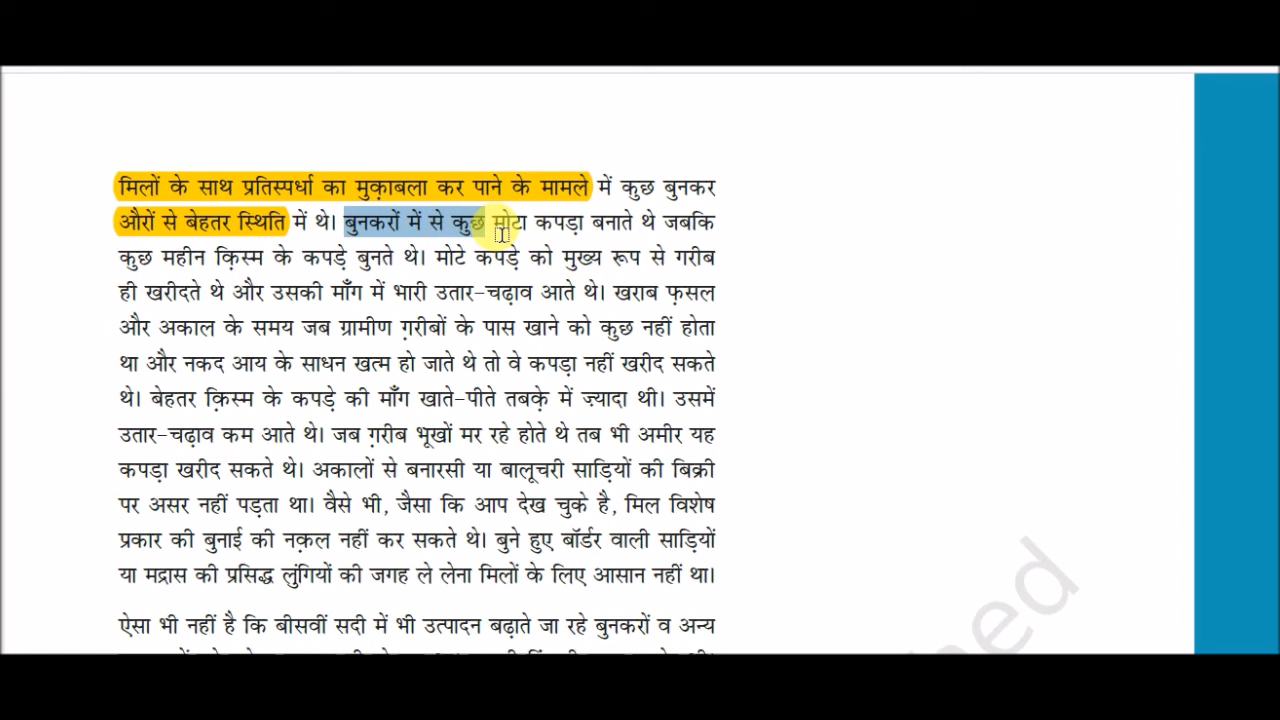 मिलों के साथ प्रतिस्पर्धा का मुक़ाबला कर पाने के मामले में कुछ बुनकर
औरों से बेहतर स्थिति में थे। बुनकरों में से कुछ मोटा कपड़ा बनाते थे जबकि
कुछ महीन क़िस्म के कपड़े बुनते थे। मोटे कपड़े को मुख्य रूप से गरीब
ही खरीदते थे और उसकी माँग में भारी उतार-चढ़ाव आते थे। खराब फ़सल
और अकाल के समय जब ग्रामीण ग़रीबों के पास खाने को कुछ नहीं होता
था और नकद आय के साधन खत्म हो जाते थे तो वे कपड़ा नहीं खरीद सकते
थे। बेहतर क़िस्म के कपड़े की माँग खाते-पीते तबक़े में ज़्यादा थी। उसमें
उतार-चढ़ाव कम आते थे। जब ग़रीब भूखों मर रहे होते थे तब भी अमीर यह
कपड़ा खरीद सकते थे। अकालों से बनारसी या बालूचरी साड़ियों की बिक्री
पर असर नहीं पड़ता था। वैसे भी, जैसा कि आप देख चुके है, मिल विशेष
प्रकार की बुनाई की नक़ल नहीं कर सकते थे। बुने हुए बॉर्डर वाली साड़ियों
या मद्रास की प्रसिद्ध लुंगियों की जगह ले लेना मिलों के लिए आसान नहीं था।
ऐसा भी नहीं है कि बीसवीं सदी में भी उत्पादन बढ़ाते जा रहे बुनकरों व अन्य